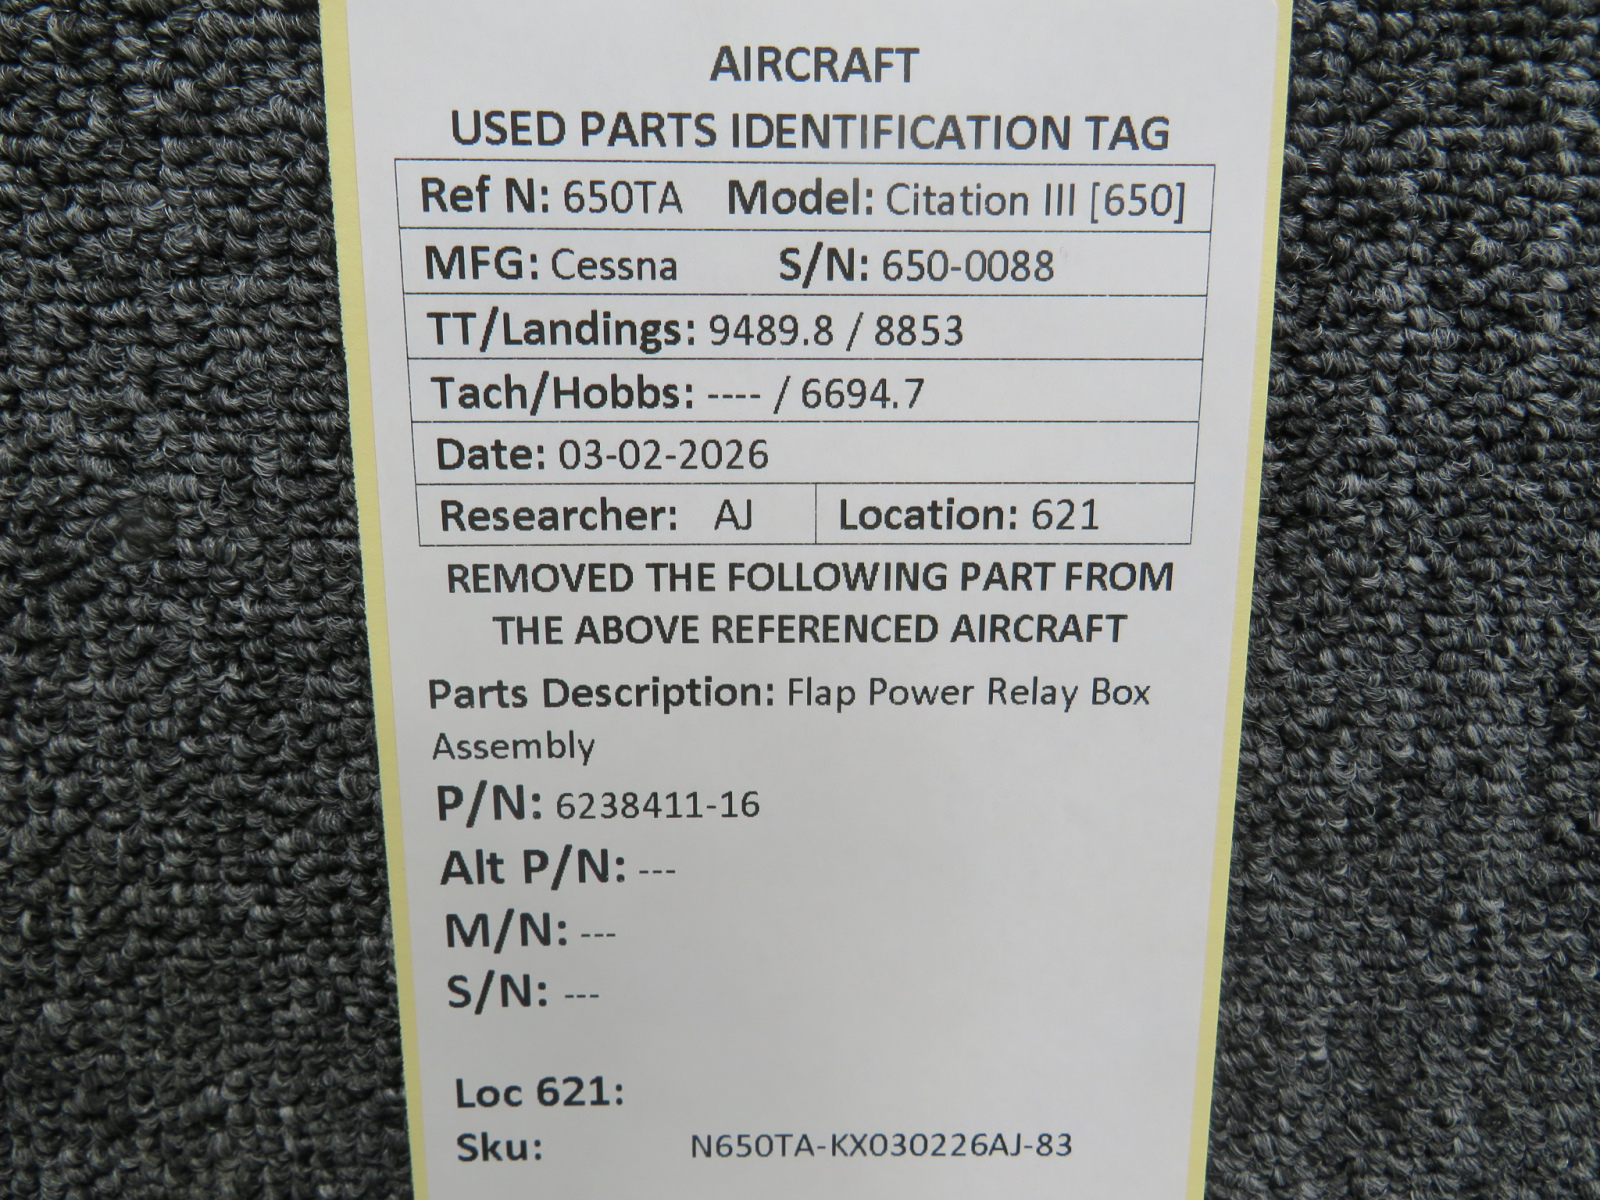 AIRCRAFT
USED PARTS IDENTIFICATION TAG
Ref N: 650TA Model: Citation III [650]
MFG: Cessna S/N: 650-0088
TT/Landings: 9489.8 / 8853
Tach/Hobbs: ---- / 6694.7
Date: 03-02-2026
Researcher: AJ Location: 621
REMOVED THE FOLLOWING PART FROM
THE ABOVE REFERENCED AIRCRAFT
Parts Description: Flap Power Relay Box
Assembly
P/N: 6238411-16
Alt P/N: ---
M/N: ---
S/N: ---
Loc 621:
Sku: N650TA-KX030226AJ-83